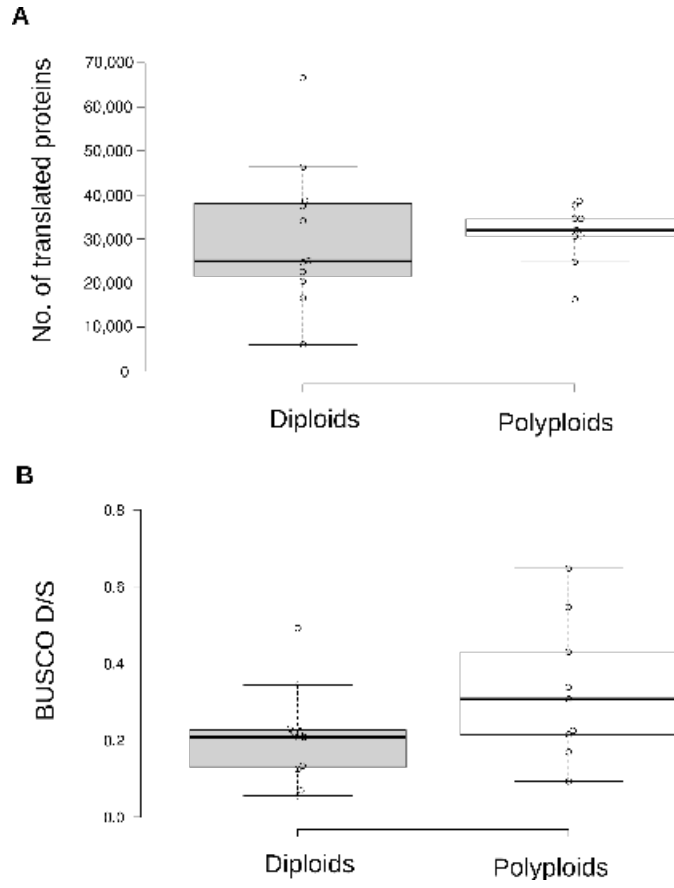 A
No. of translated proteins
70,000
60,000
50,000
40,000
30,000
20,000
10,000
0
Diploids
Polyploids
B
BUSCO D/S
0.8
0.6
0.4
0.2
0.0
Diploids
Polyploids